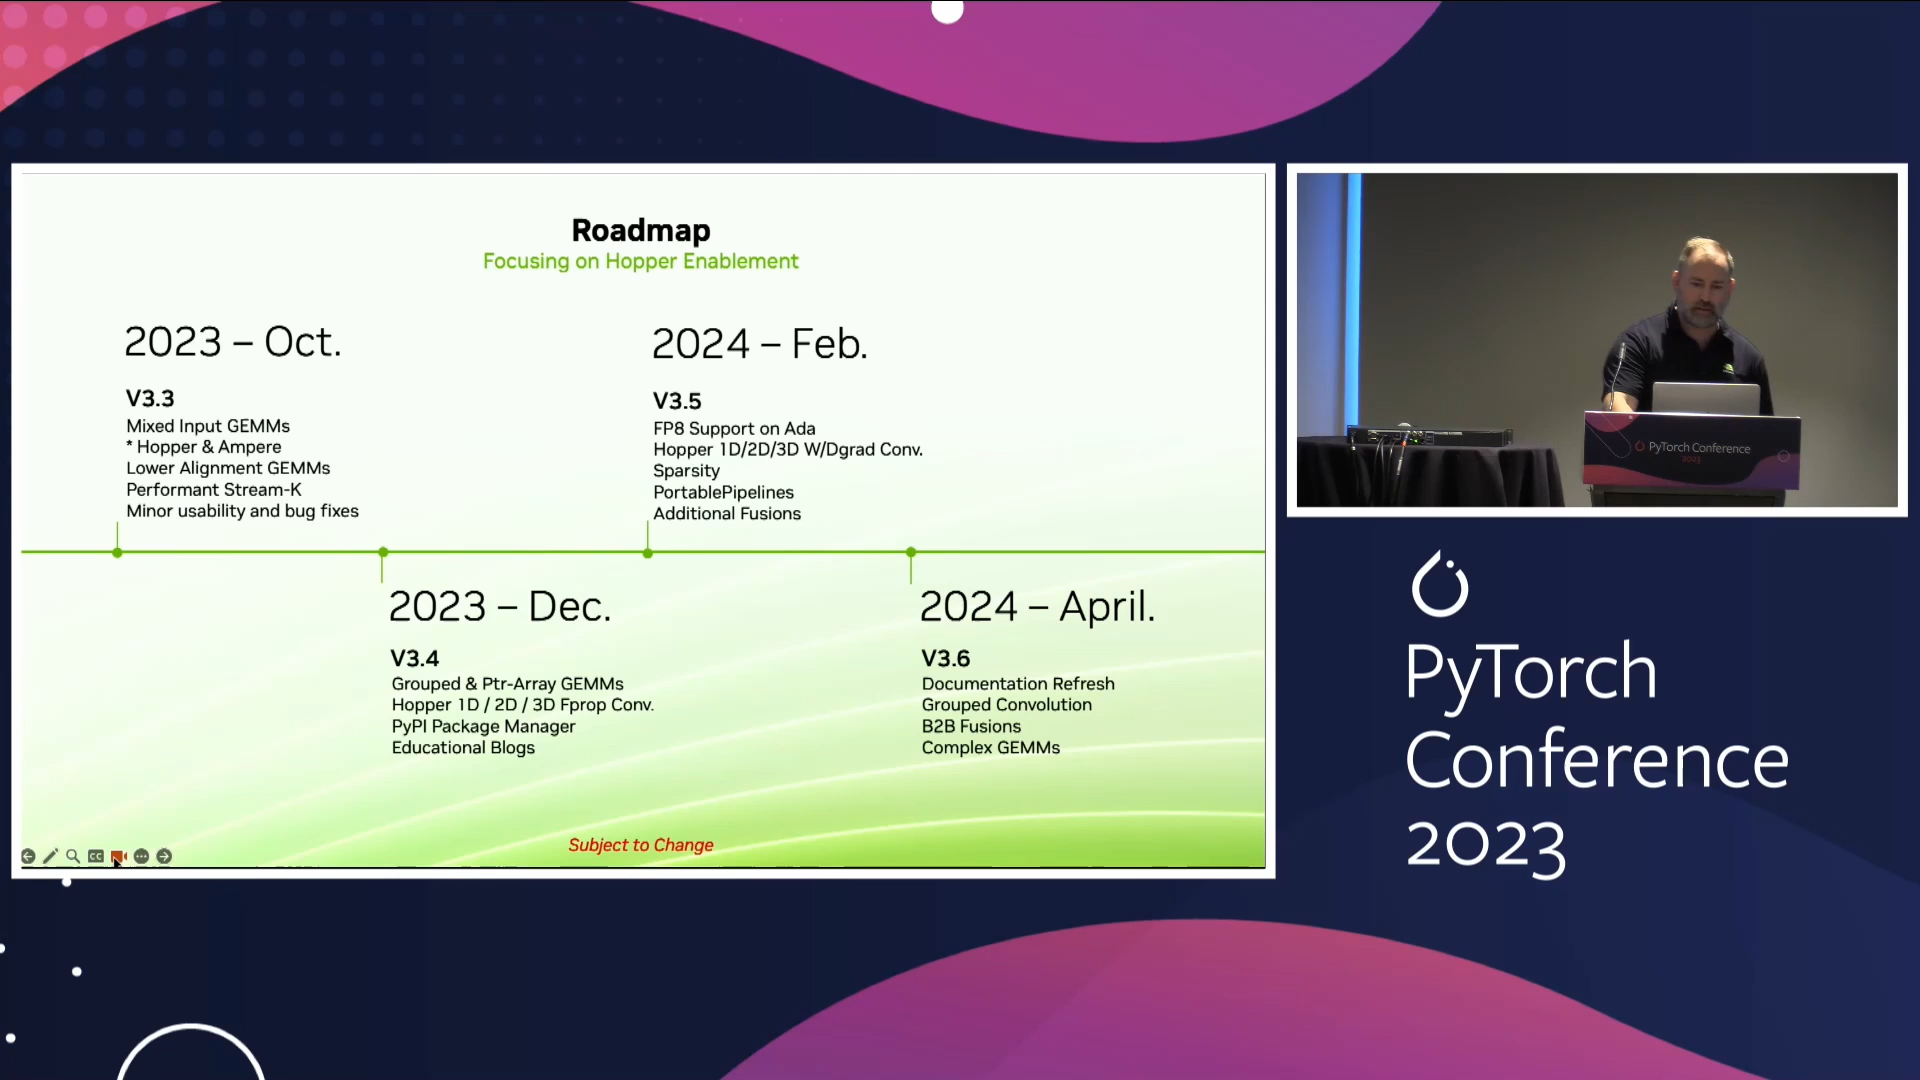 Roadmap
Focusing on Hopper Enablement
2023 – Oct.
V3.3
Mixed Input GEMMs
* Hopper & Ampere
Lower Alignment GEMMs
Performant Stream-K
Minor usability and bug fixes
2024 – Feb.
V3.5
FP8 Support on Ada
Hopper 1D/2D/3D W/Dgrad Conv.
Sparsity
PortablePipelines
Additional Fusions
2023 – Dec.
V3.4
Grouped & Ptr-Array GEMMs
Hopper 1D / 2D / 3D Fprop Conv.
PyPI Package Manager
Educational Blogs
2024 – April.
V3.6
Documentation Refresh
Grouped Convolution
B2B Fusions
Complex GEMMs
Subject to Change
CC
PyTorch Conference
2023
PyTorch
Conference
2023